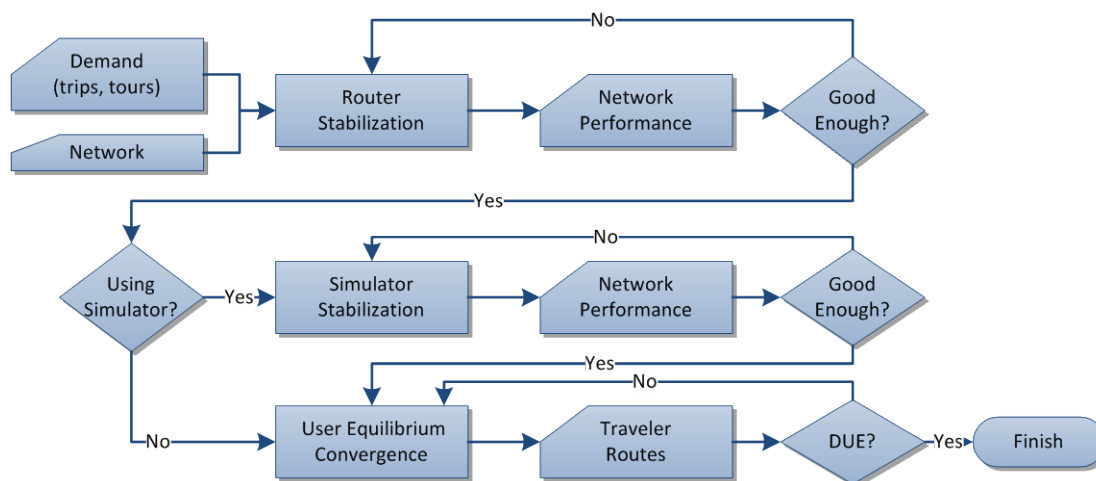 No
Demand
(trips, tours)
Router
Stabilization
Network
Performance
Good
Enough?
Network
Yes
No
Using
Simulator?
Yes
Simulator
Stabilization
Network
Performance
Good
Enough?
Yes
No
No
User Equilibrium
Convergence
Traveler
Routes
DUE?
Yes
Finish